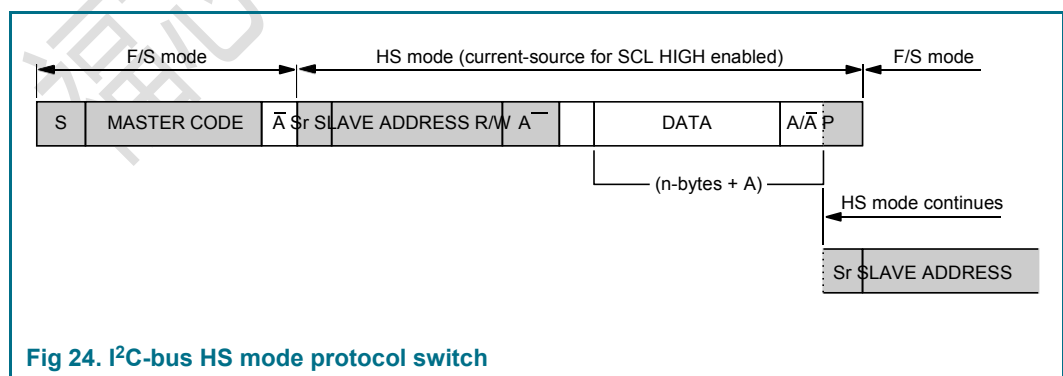 F/S mode HS mode (current-source for SCL HIGH enabled) F/S mode
S MASTER CODE A̅ Sr SLAVE ADDRESS R/W A DATA A/A̅ P
(n-bytes + A)
HS mode continues
Sr SLAVE ADDRESS
Fig 24. I²C-bus HS mode protocol switch